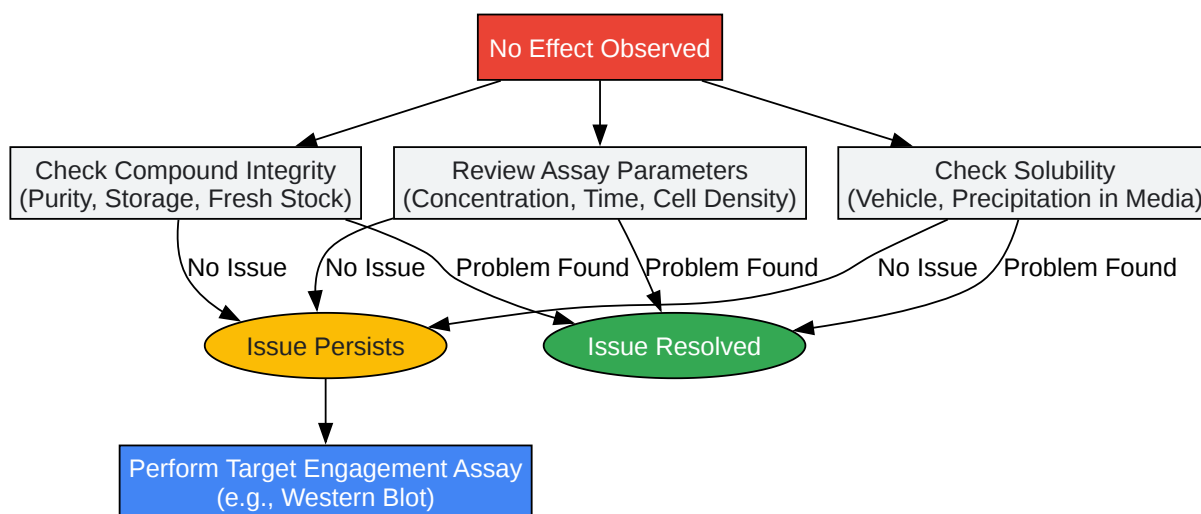 No Effect Observed
Check Compound Integrity
(Purity, Storage, Fresh Stock)
Review Assay Parameters
(Concentration, Time, Cell Density)
Check Solubility
(Vehicle, Precipitation in Media)
No Issue
No Issue
Problem Found
Problem Found
No Issue
Problem Found
Issue Persists
Issue Resolved
Perform Target Engagement Assay
(e.g., Western Blot)